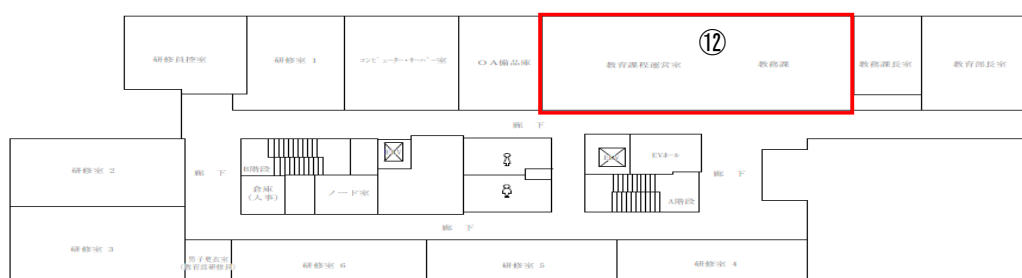 ⑫
研修員控室
研修室 1
コンピューター・サーバー室
OA備品庫
教育課程運営室
教務課
教務課長室
教育部長室
廊 下
研修室 2
廊 下
B階段
倉庫
(人事)
ノード室
EVホール
A階段
廊 下
廊 下
研修室 3
男子更衣室
(教育部研修員)
研修室 6
研修室 5
研修室 4